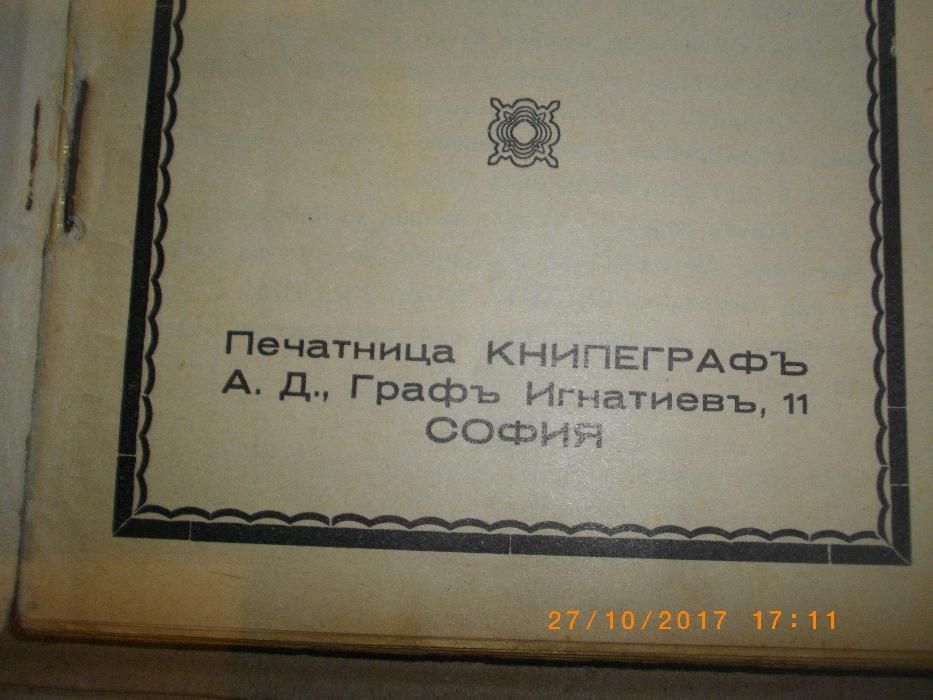 Печатница КНИПЕГРАФЪ
А. Д., Графъ Игнатиевъ, 11
СОФИЯ
27/10/2017 17:11